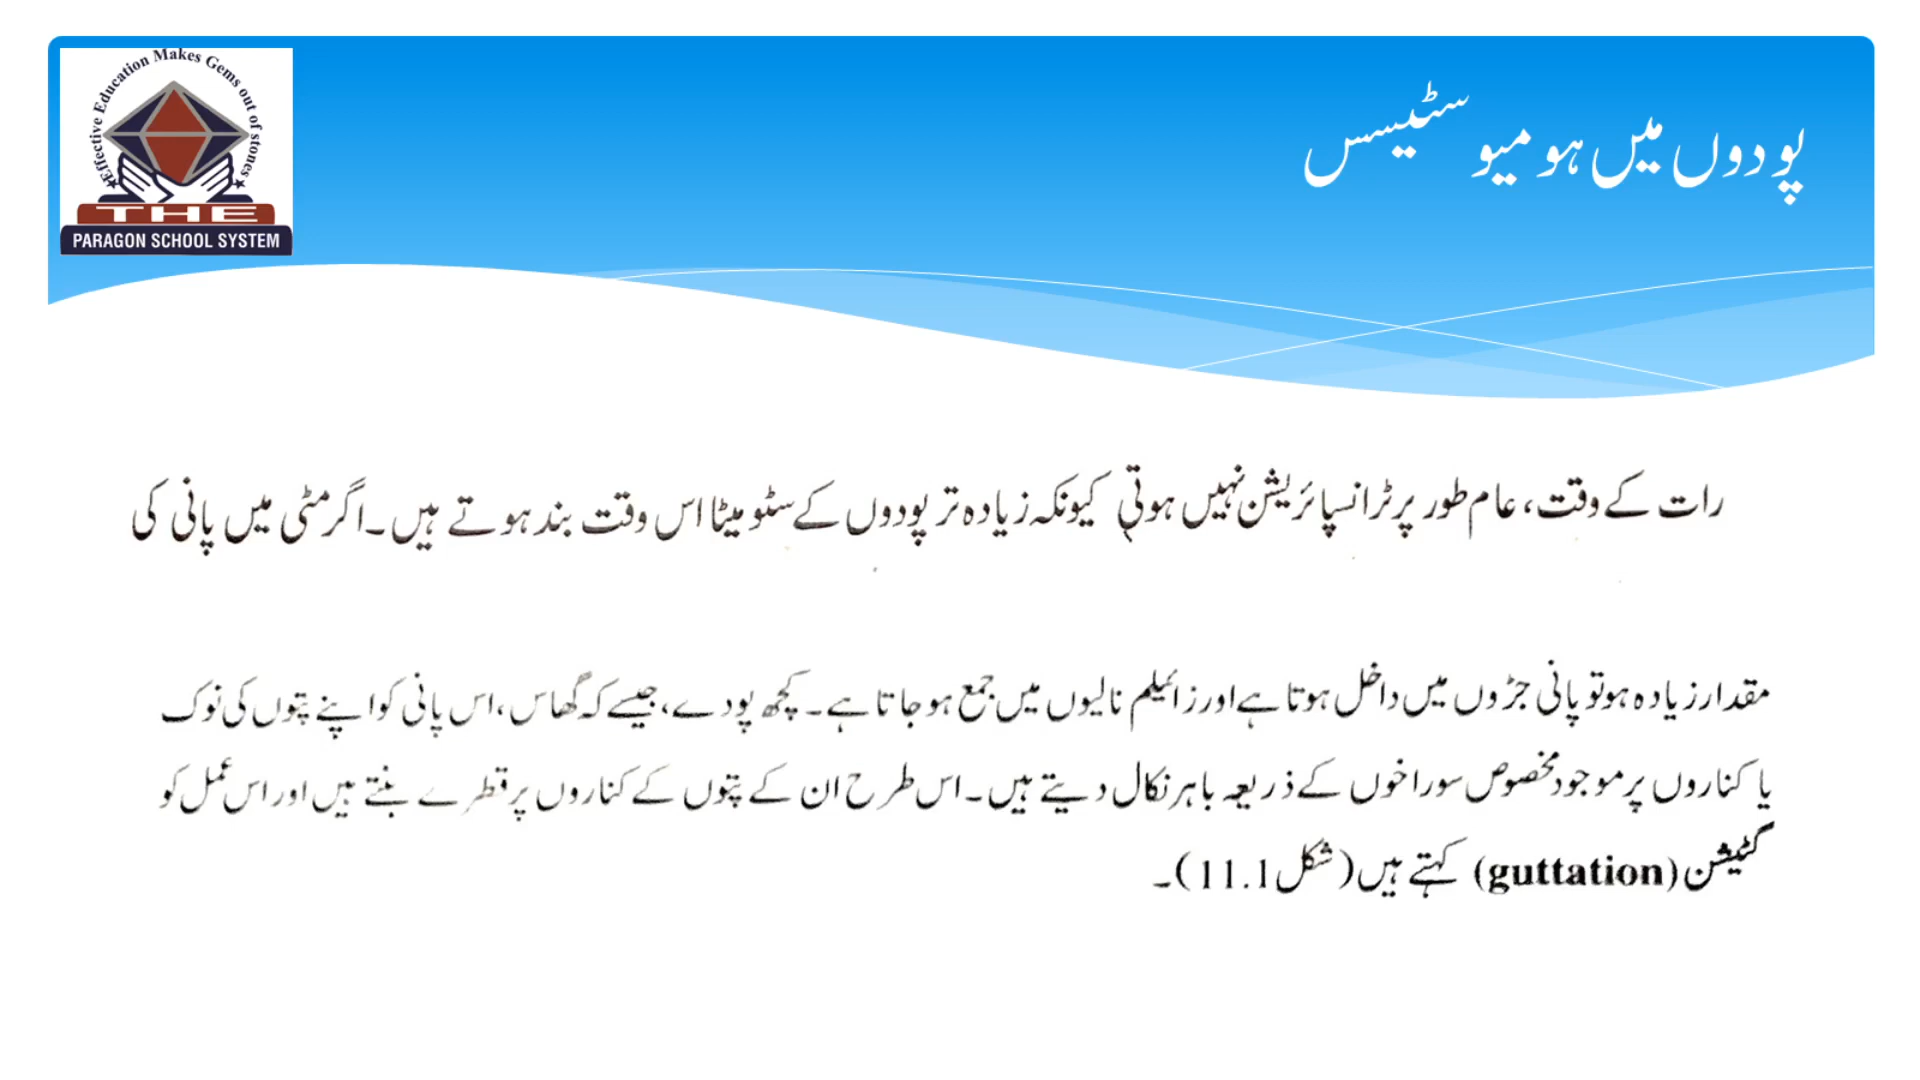 Effective Education Makes Gems out of stones
THE
PARAGON SCHOOL SYSTEM
پودوں میں ہومیوسٹیسس
رات کے وقت، عام طور پر ٹرانسپائریشن نہیں ہوتی کیونکہ زیادہ تر پودوں کے سٹومیٹا اس وقت بند ہوتے ہیں۔ اگر مٹی میں پانی کی
مقدار زیادہ ہو تو پانی جڑوں میں داخل ہوتا ہے اور زائیلم نالیوں میں جمع ہو جاتا ہے۔ کچھ پودے، جیسے کہ گھاس، اس پانی کو اپنے پتوں کی نوک
یا کناروں پر موجود مخصوص سوراخوں کے ذریعہ باہر نکال دیتے ہیں۔ اس طرح ان کے پتوں کے کناروں پر قطرے بنتے ہیں اور اس عمل کو
گٹیشن (guttation) کہتے ہیں (شکل 11.1)۔